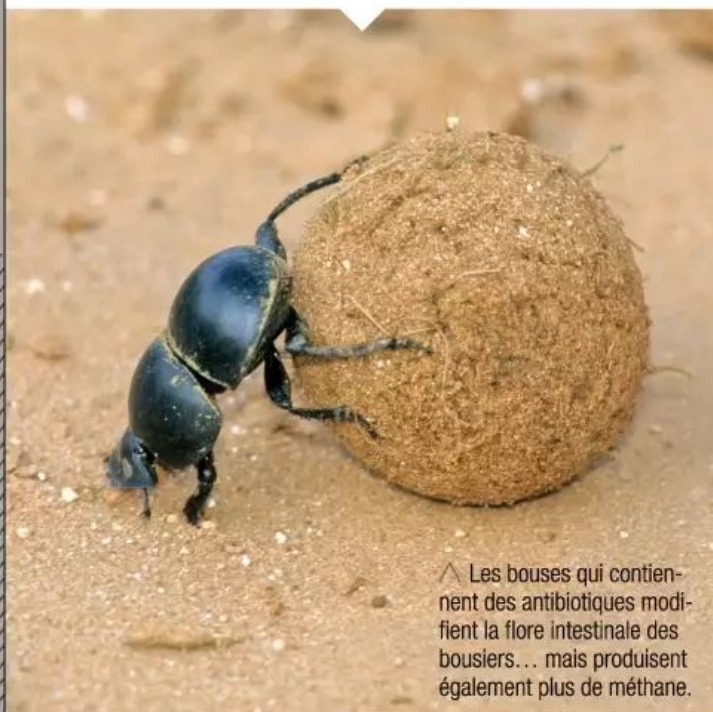 ∧ Les bouses qui contien-
nent des antibiotiques modi-
fient la flore intestinale des
bousiers... mais produisent
également plus de méthane.